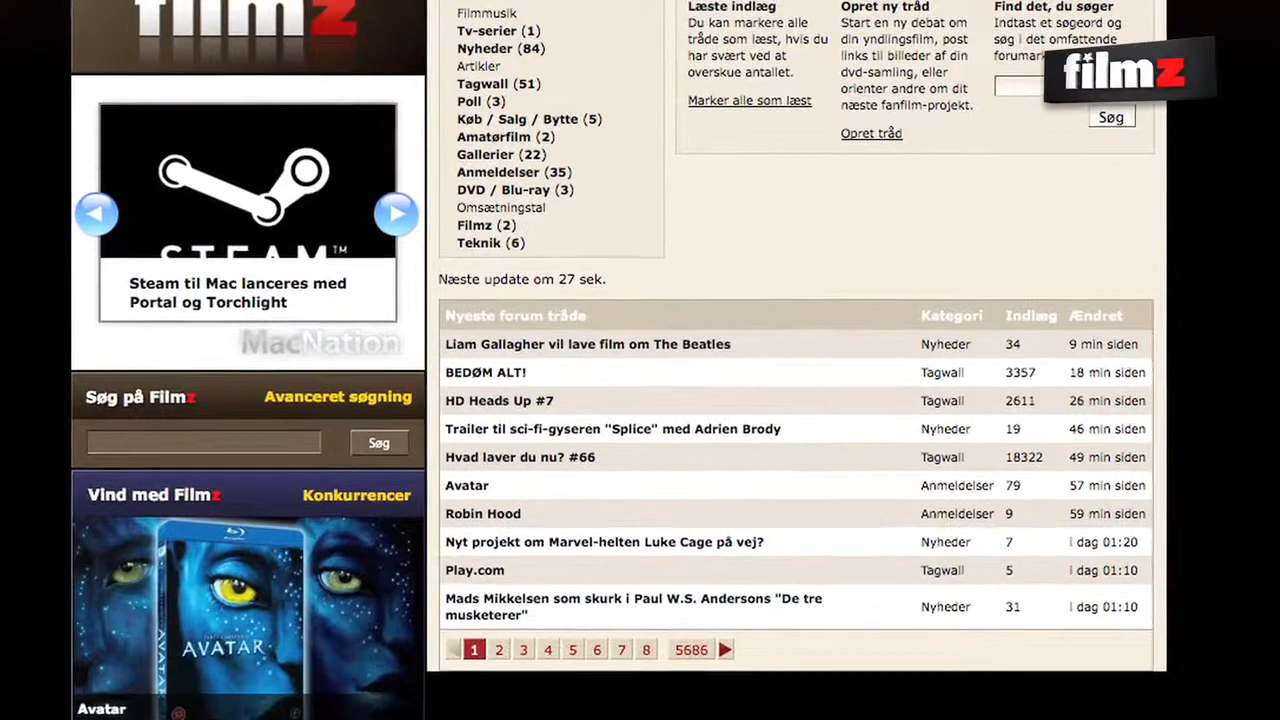 filmz
Filmmusik
Tv-serier (1)
Nyheder (84)
Artikler
Tagwall (51)
Poll (3)
Køb / Salg / Bytte (5)
Amatørfilm (2)
Gallerier (22)
Anmeldelser (35)
DVD / Blu-ray (3)
Omsætningstal
Filmz (2)
Teknik (6)
Læste indlæg
Du kan markere alle
tråde som læst, hvis du
har svært ved at
overskue antallet.
Marker alle som læst
Opret ny tråd
Start en ny debat om
din yndlingsfilm, post
links til billeder af din
dvd-samling, eller
orienter andre om dit
næste fanfilm-projekt.
Opret tråd
Find det, du søger
Indtast et søgeord og
søg i det omfattende
filmz
Søg
STEAM™
Steam til Mac lanceres med
Portal og Torchlight
MacNation
Søg på Filmz
Avanceret søgning
Søg
Vind med Filmz
Konkurrencer
AVATAR
AVATAR
Avatar
Næste update om 27 sek.
Nyeste forum tråde Kategori Indlæg Ændret
Liam Gallagher vil lave film om The Beatles Nyheder 34 9 min siden
BEDØM ALT! Tagwall 3357 18 min siden
HD Heads Up #7 Tagwall 2611 26 min siden
Trailer til sci-fi-gyseren "Splice" med Adrien Brody Nyheder 19 46 min siden
Hvad laver du nu? #66 Tagwall 18322 49 min siden
Avatar Anmeldelser 79 57 min siden
Robin Hood Anmeldelser 9 59 min siden
Nyt projekt om Marvel-helten Luke Cage på vej? Nyheder 7 i dag 01:20
Play.com Tagwall 5 i dag 01:10
Mads Mikkelsen som skurk i Paul W.S. Andersons "De tre
musketerer" Nyheder 31 i dag 01:10
1 2 3 4 5 6 7 8 5686